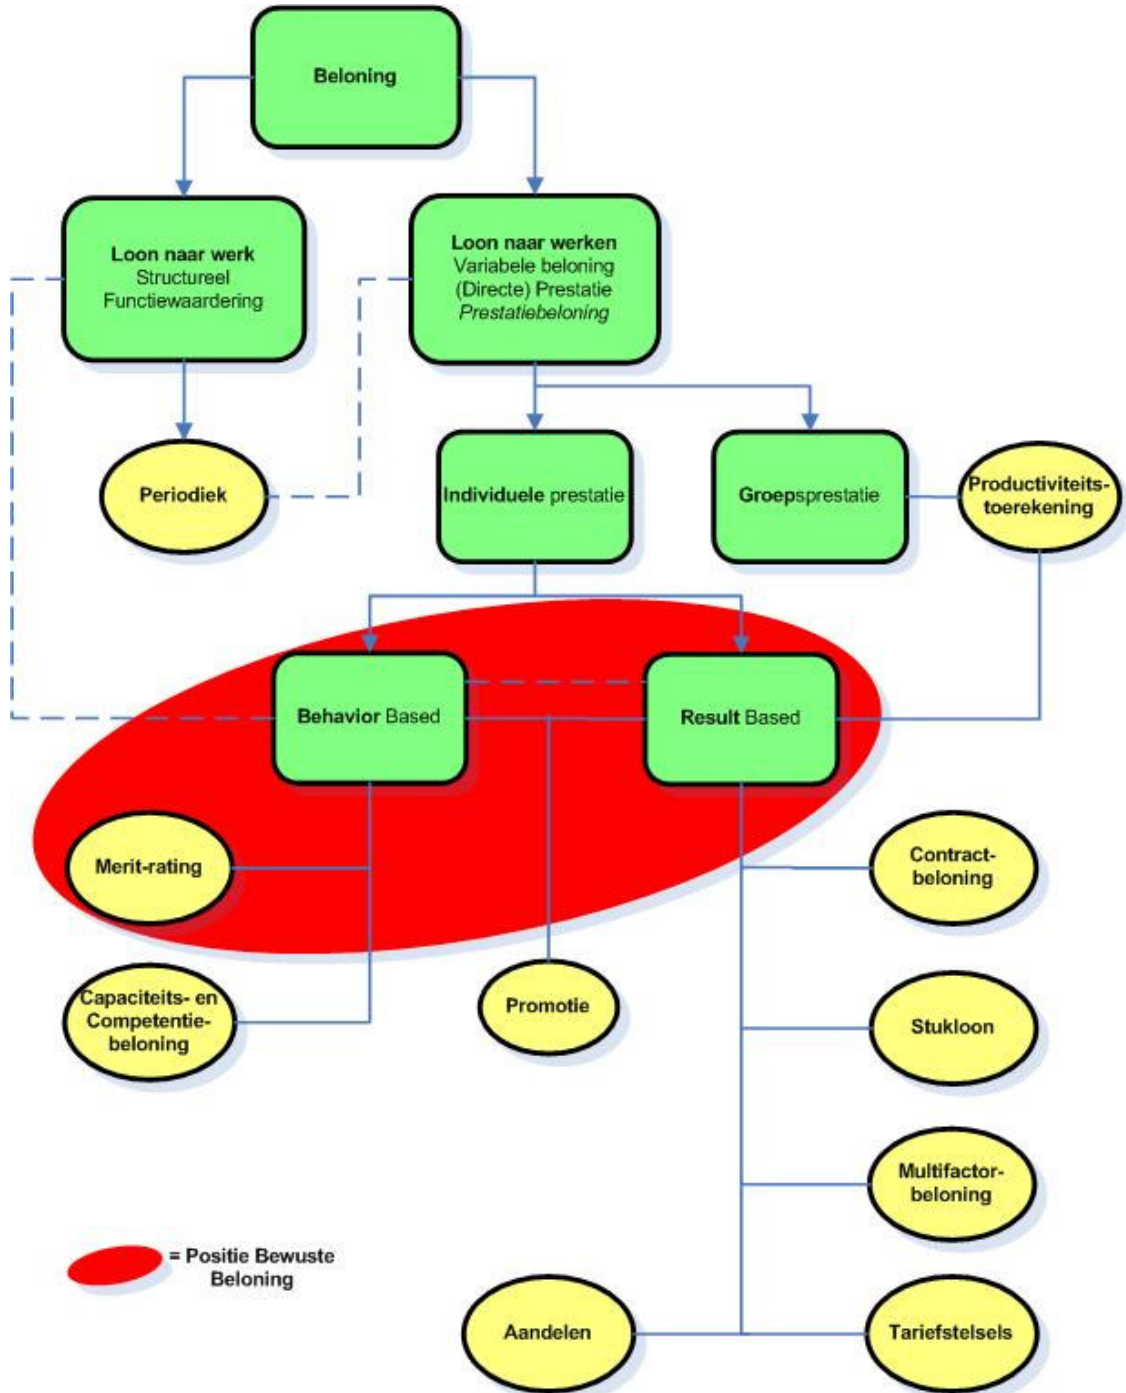 Beloning
Loon naar werk
Structureel
Functiewaardering
Loon naar werken
Variabele beloning
(Directe) Prestatie
Prestatiebeloning
Periodiek
Individuele prestatie
Groepsprestatie
Productiviteits-
toerekening
Behavior Based
Result Based
Merit-rating
Contract-
beloning
Capaciteits- en
Competentie-
beloning
Promotie
Stukloon
Multifactor-
beloning
= Positie Bewuste
Beloning
Aandelen
Tariefstelsels